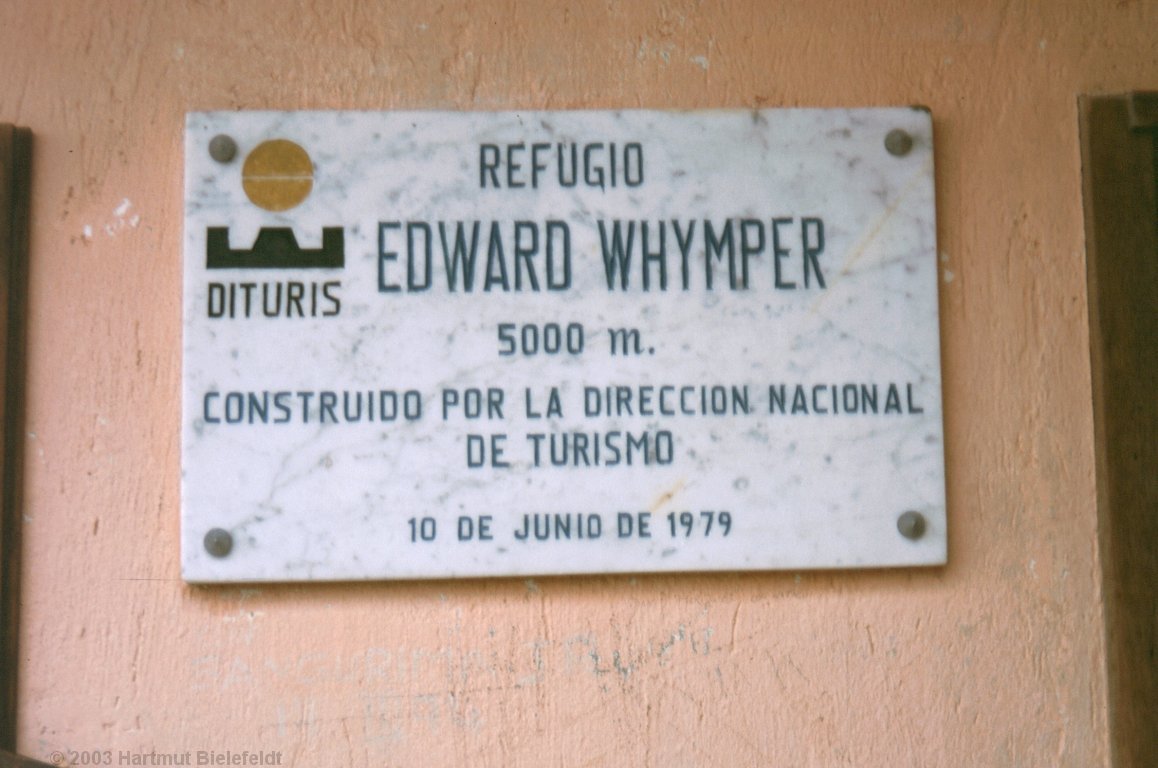 REFUGIO
EDWARD WHYMPER
DITURIS
5000 m.
CONSTRUIDO POR LA DIRECCION NACIONAL
DE TURISMO
10 DE JUNIO DE 1979
© 2003 Hartmut Bielefeldt